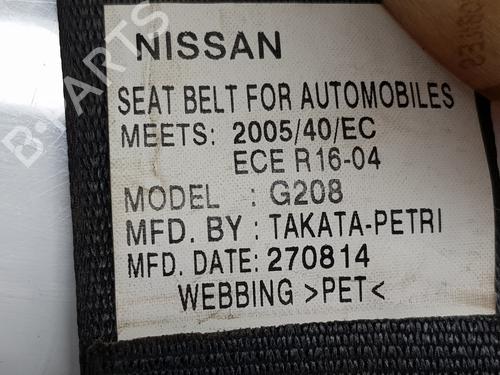 NISSAN
SEAT BELT FOR AUTOMOBILES
MEETS: 2005/40/EC
ECE R16-04
MODEL : G208
MFD. BY : TAKATA-PETRI
MFD. DATE: 270814
WEBBING >PET<
B-PARTS